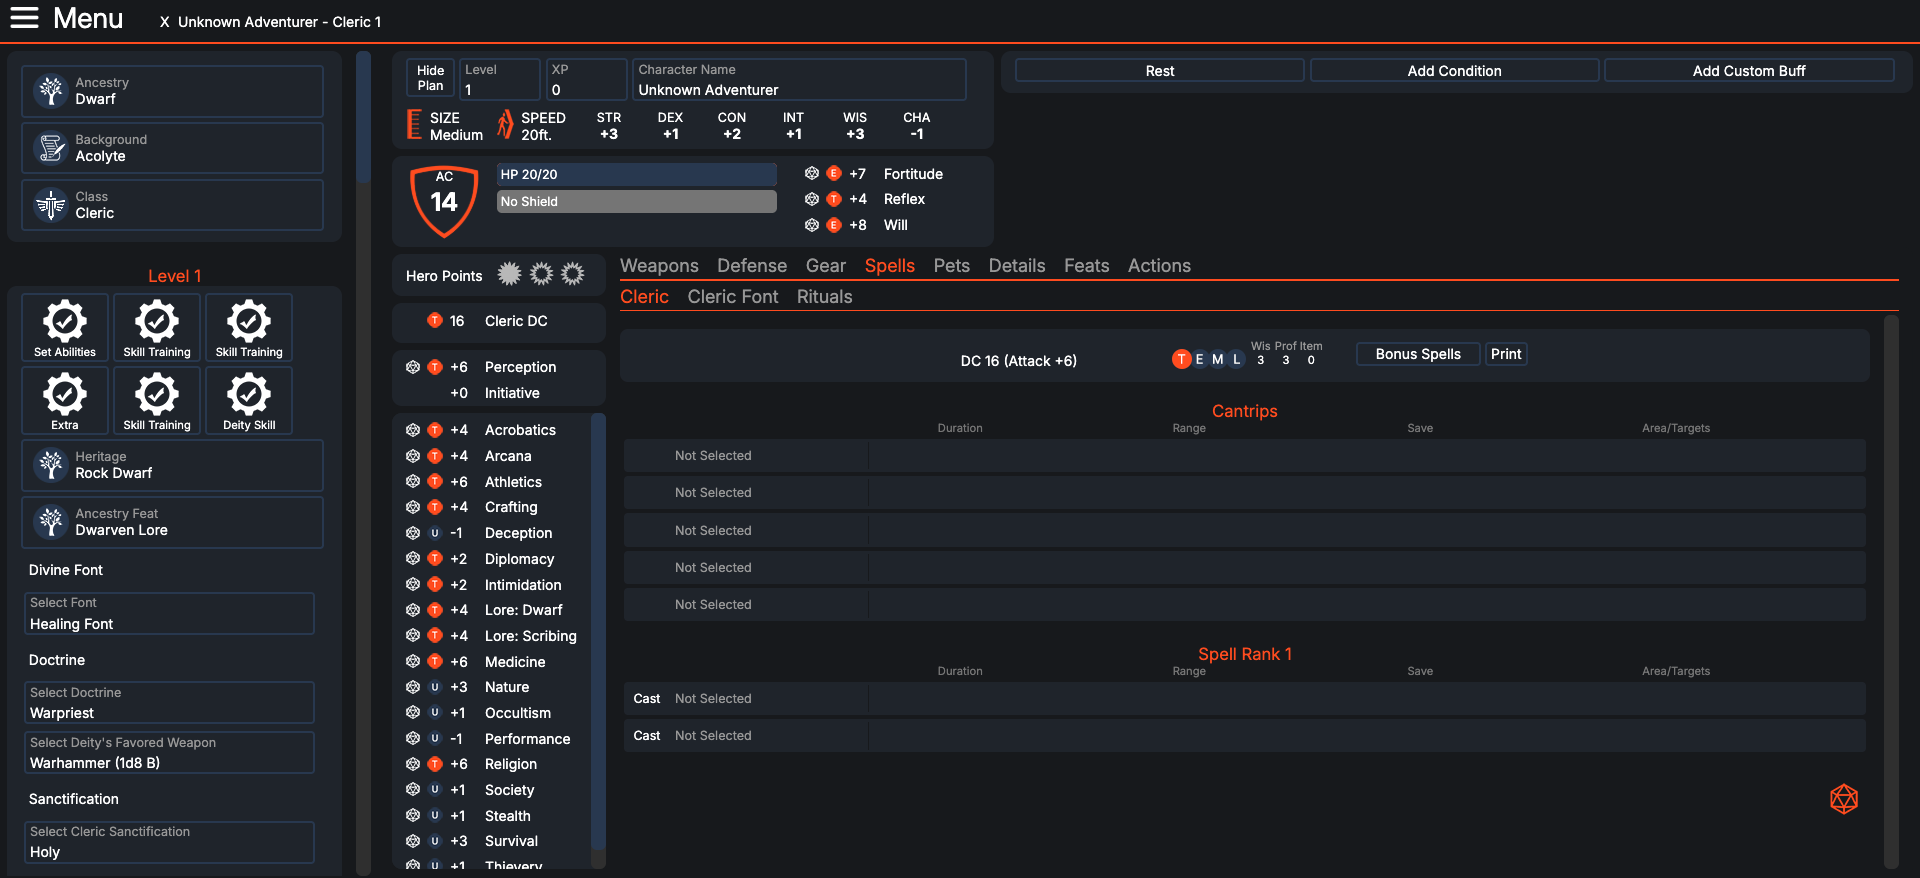 Menu
X Unknown Adventurer - Cleric 1
Ancestry
Dwarf
Background
Acolyte
Class
Cleric
Level 1
Set Abilities Skill Training Skill Training
Extra Skill Training Deity Skill
Heritage
Rock Dwarf
Ancestry Feat
Dwarven Lore
Divine Font
Select Font
Healing Font
Doctrine
Select Doctrine
Warpriest
Select Deity's Favored Weapon
Warhammer (1d8 B)
Sanctification
Select Cleric Sanctification
Holy
Hide Plan
Level
1
XP
0
Character Name
Unknown Adventurer
SIZE
Medium
SPEED
20ft.
STR DEX CON INT WIS CHA
+3 +1 +2 +1 +3 -1
AC
14
HP 20/20
No Shield
E +7 Fortitude
T +4 Reflex
E +8 Will
Rest Add Condition Add Custom Buff
Hero Points
T 16 Cleric DC
T +6 Perception
+0 Initiative
T +4 Acrobatics
T +4 Arcana
T +6 Athletics
T +4 Crafting
U -1 Deception
T +2 Diplomacy
T +2 Intimidation
T +4 Lore: Dwarf
T +4 Lore: Scribing
T +6 Medicine
U +3 Nature
U +1 Occultism
U -1 Performance
T +6 Religion
U +1 Society
U +1 Stealth
U +3 Survival
U +1 Thievery
Weapons Defense Gear Spells Pets Details Feats Actions
Cleric Cleric Font Rituals
DC 16 (Attack +6)
T E M L
Wis Prof Item
3 3 0
Bonus Spells Print
Cantrips
Duration Range Save Area/Targets
Not Selected
Not Selected
Not Selected
Not Selected
Not Selected
Spell Rank 1
Duration Range Save Area/Targets
Cast Not Selected
Cast Not Selected